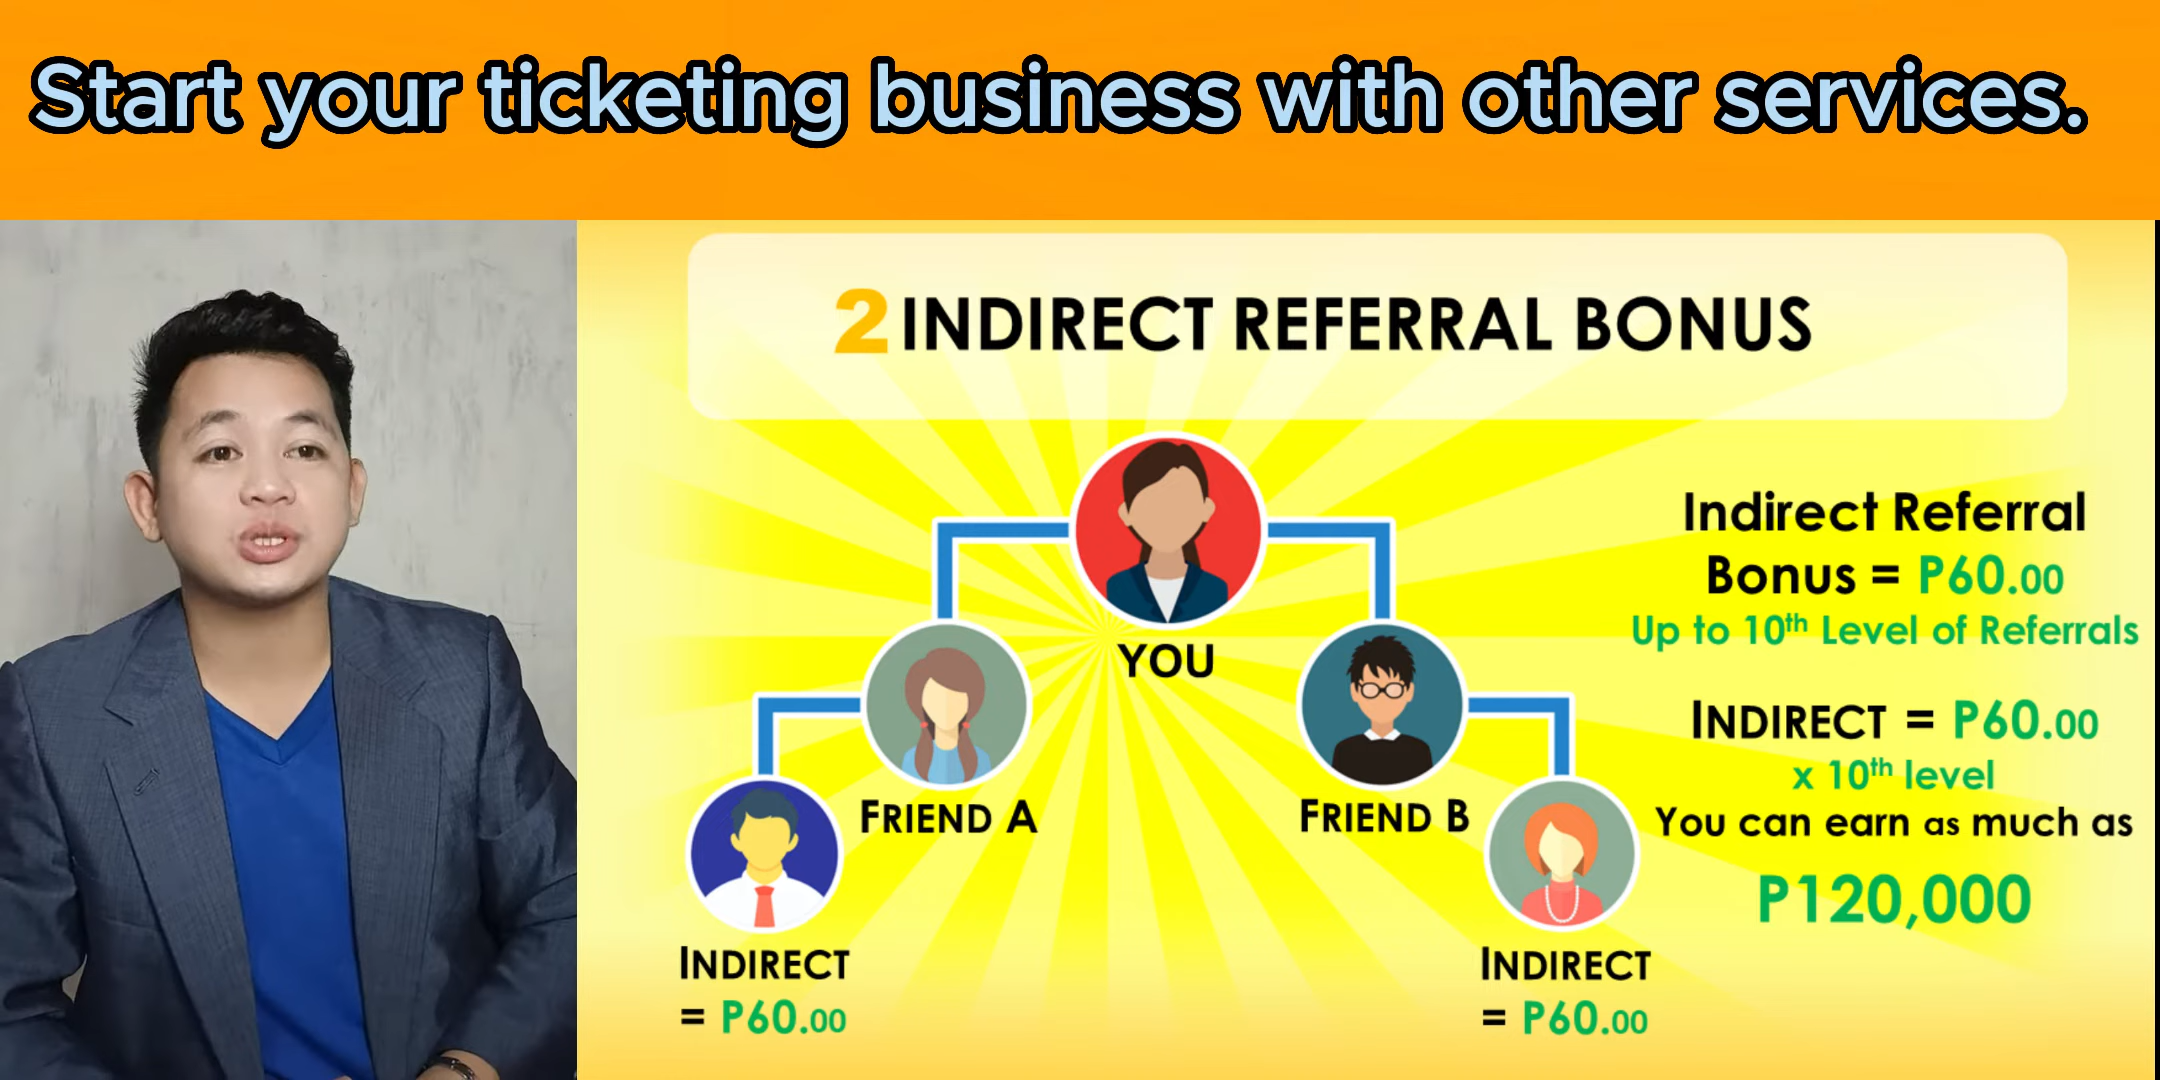 Start your ticketing business with other services.
2 INDIRECT REFERRAL BONUS
Indirect Referral
Bonus = P60.00
Up to 10th Level of Referrals
YOU
INDIRECT = P60.00
x 10th level
FRIEND A
FRIEND B
You can earn as much as
P120,000
INDIRECT
= P60.00
INDIRECT
= P60.00